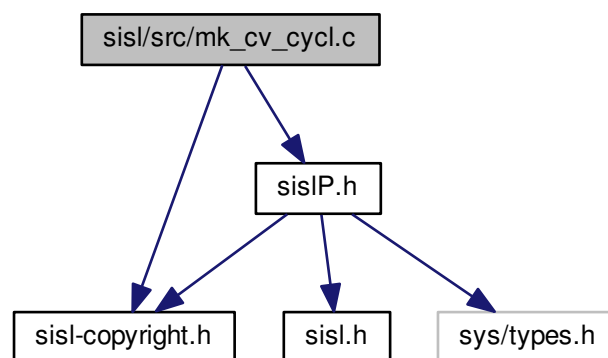 sisl/src/mk_cv_cycl.c
sislP.h
sisl-copyright.h
sisl.h
sys/types.h